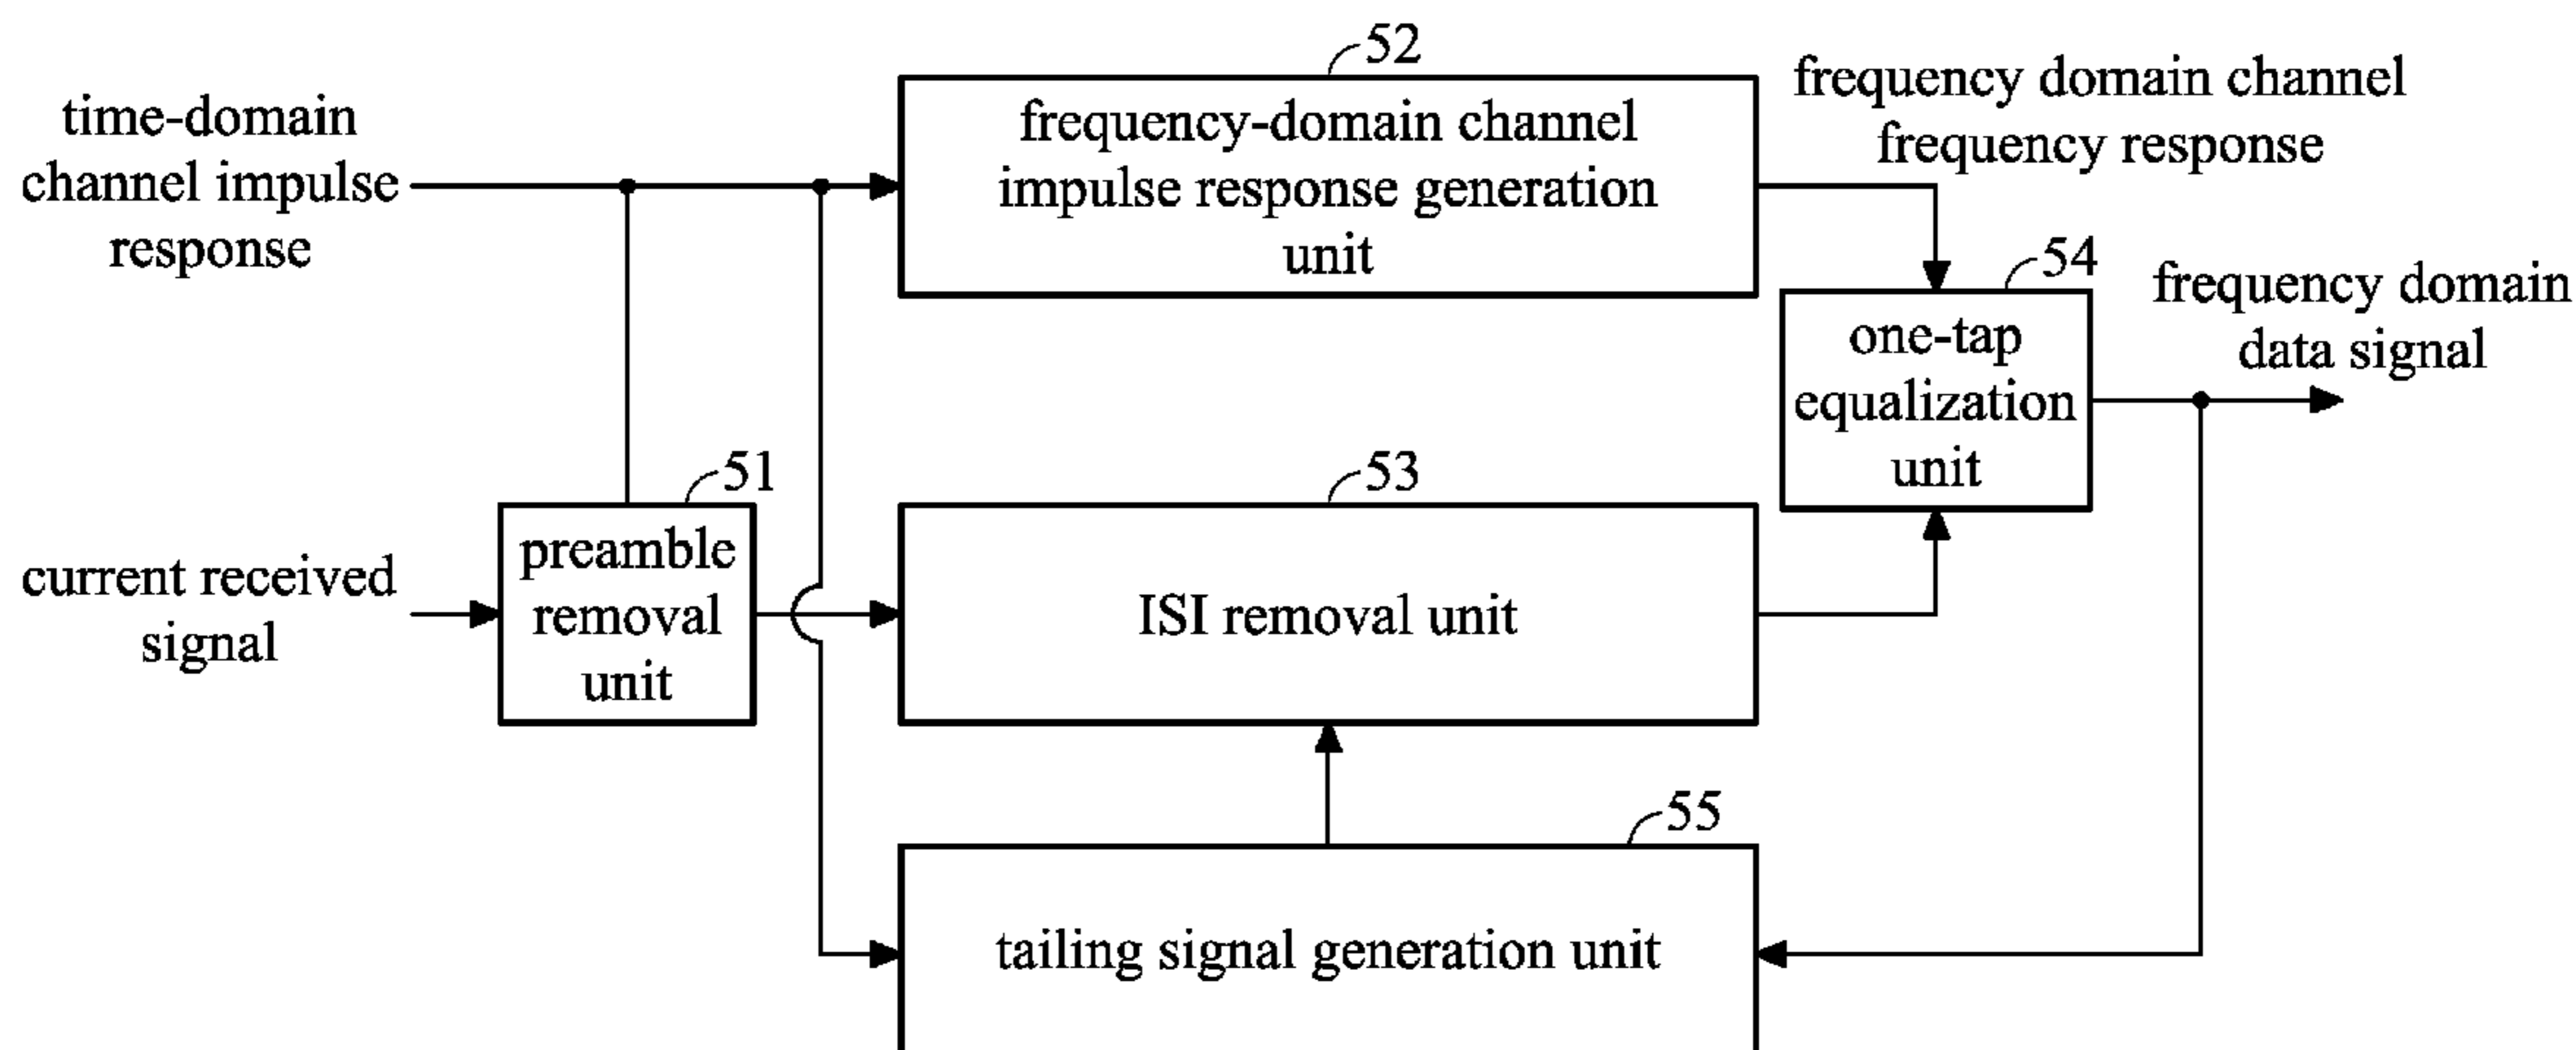 52
frequency domain channel
frequency response
time-domain
channel impulse
response
frequency-domain channel
impulse response generation
unit
54
frequency domain
data signal
one-tap
equalization
unit
51
53
current received
signal
preamble
removal
unit
ISI removal unit
55
tailing signal generation unit